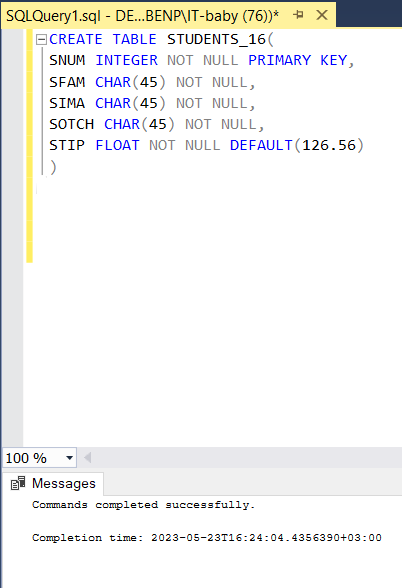 SQLQuery1.sql - DE...BENP\IT-baby (76))*
CREATE TABLE STUDENTS_16(
SNUM INTEGER NOT NULL PRIMARY KEY,
SFAM CHAR(45) NOT NULL,
SIMA CHAR(45) NOT NULL,
SOTCH CHAR(45) NOT NULL,
STIP FLOAT NOT NULL DEFAULT(126.56)
)
100 %
Messages
Commands completed successfully.
Completion time: 2023-05-23T16:24:04.4356390+03:00